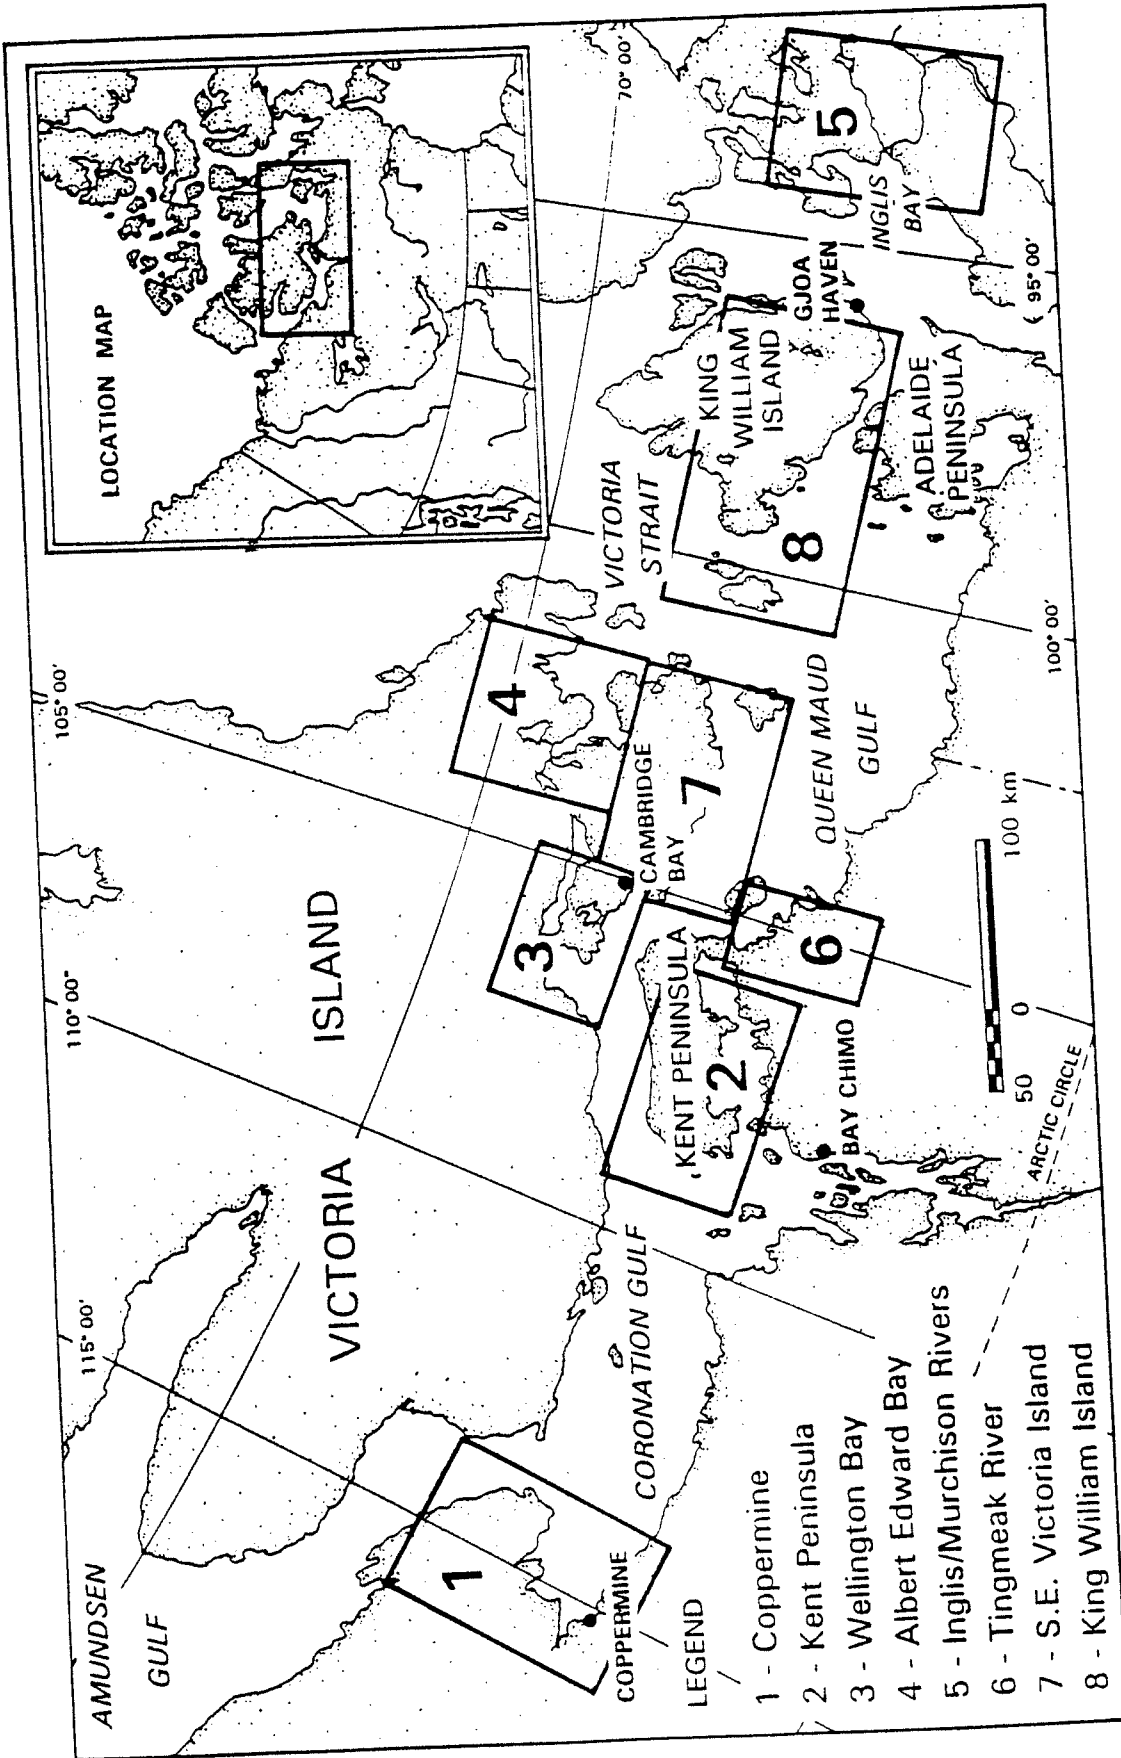 LOCATION MAP
AMUNDSEN
GULF
115° 00'
110° 00'
105° 00'
70° 00'
VICTORIA ISLAND
VICTORIA
STRAIT
KING
WILLIAM
ISLAND
GJOA
HAVEN
INGLIS
BAY
ADELAIDE
PENINSULA
CAMBRIDGE
BAY
QUEEN MAUD
GULF
KENT PENINSULA
CORONATION GULF
COPPERMINE
BAY CHIMO
ARCTIC CIRCLE
1
2
3
4
5
6
7
8
95° 00'
100° 00'
50 0 100 km
LEGEND
1 - Coppermine
2 - Kent Peninsula
3 - Wellington Bay
4 - Albert Edward Bay
5 - Inglis/Murchison Rivers
6 - Tingmeak River
7 - S.E. Victoria Island
8 - King William Island